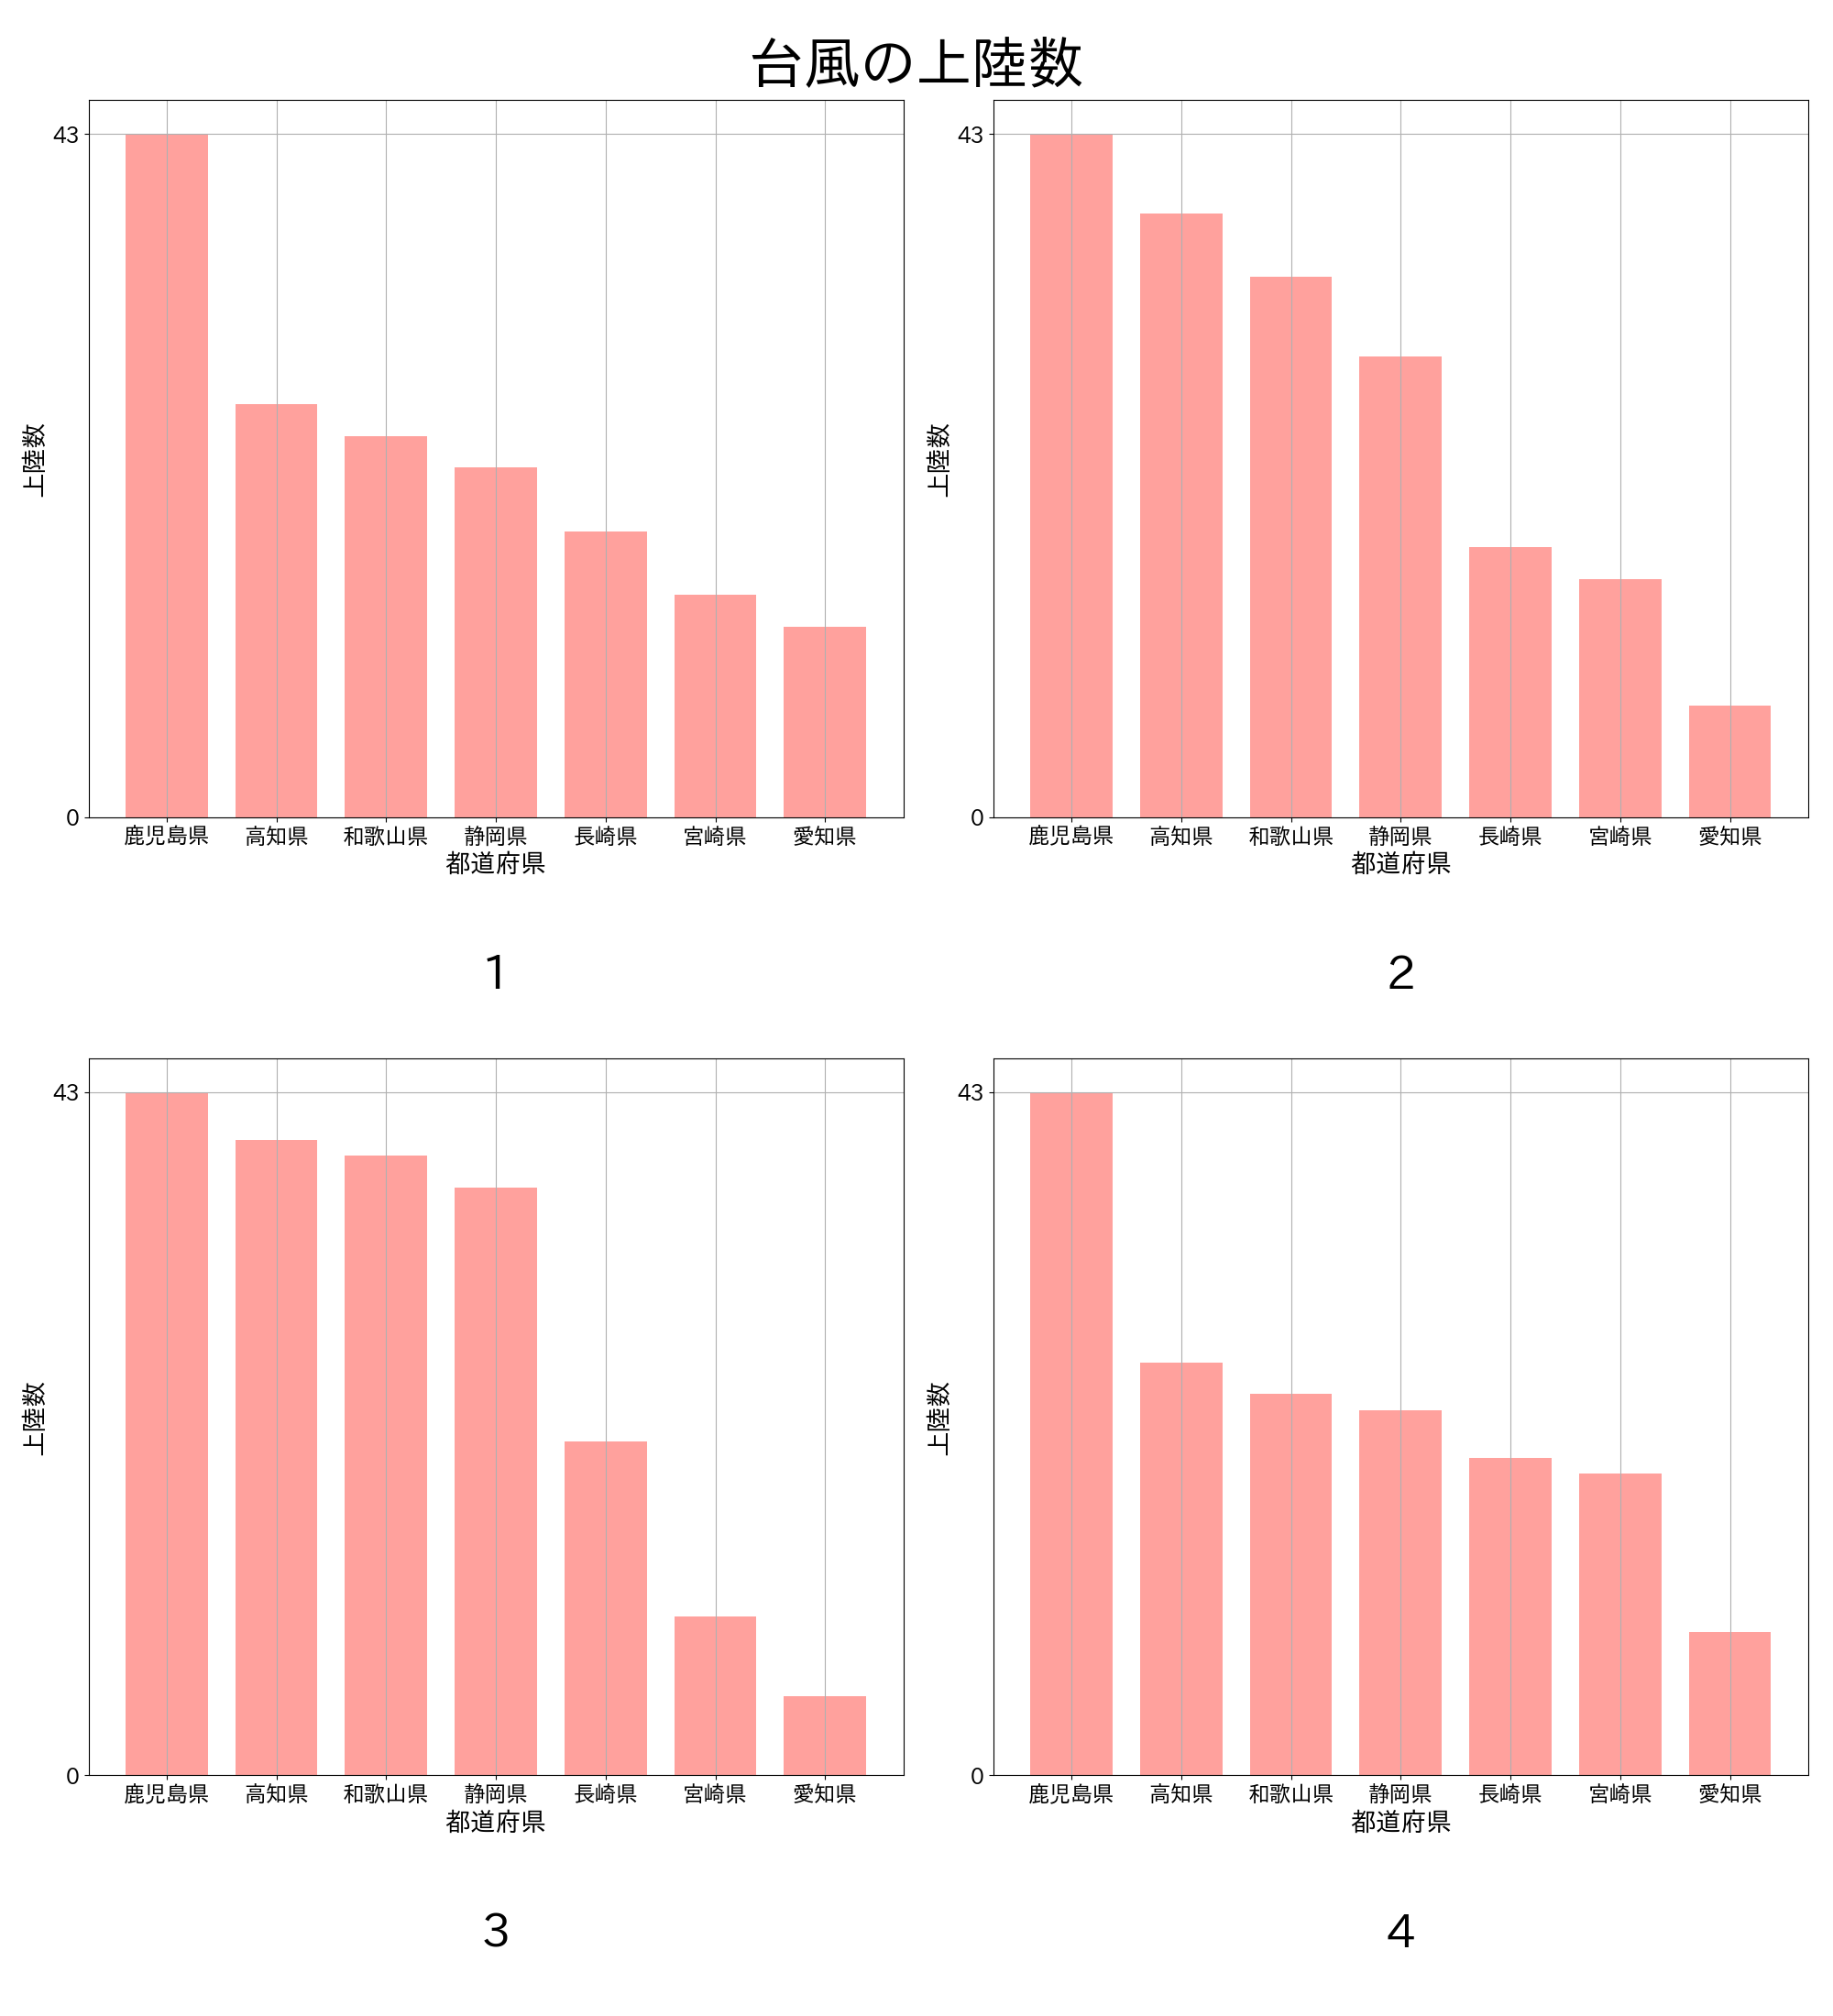 台風の上陸数
43
0
上陸数
鹿児島県 高知県 和歌山県 静岡県 長崎県 宮崎県 愛知県
都道府県
1
43
0
上陸数
鹿児島県 高知県 和歌山県 静岡県 長崎県 宮崎県 愛知県
都道府県
2
43
0
上陸数
鹿児島県 高知県 和歌山県 静岡県 長崎県 宮崎県 愛知県
都道府県
3
43
0
上陸数
鹿児島県 高知県 和歌山県 静岡県 長崎県 宮崎県 愛知県
都道府県
4